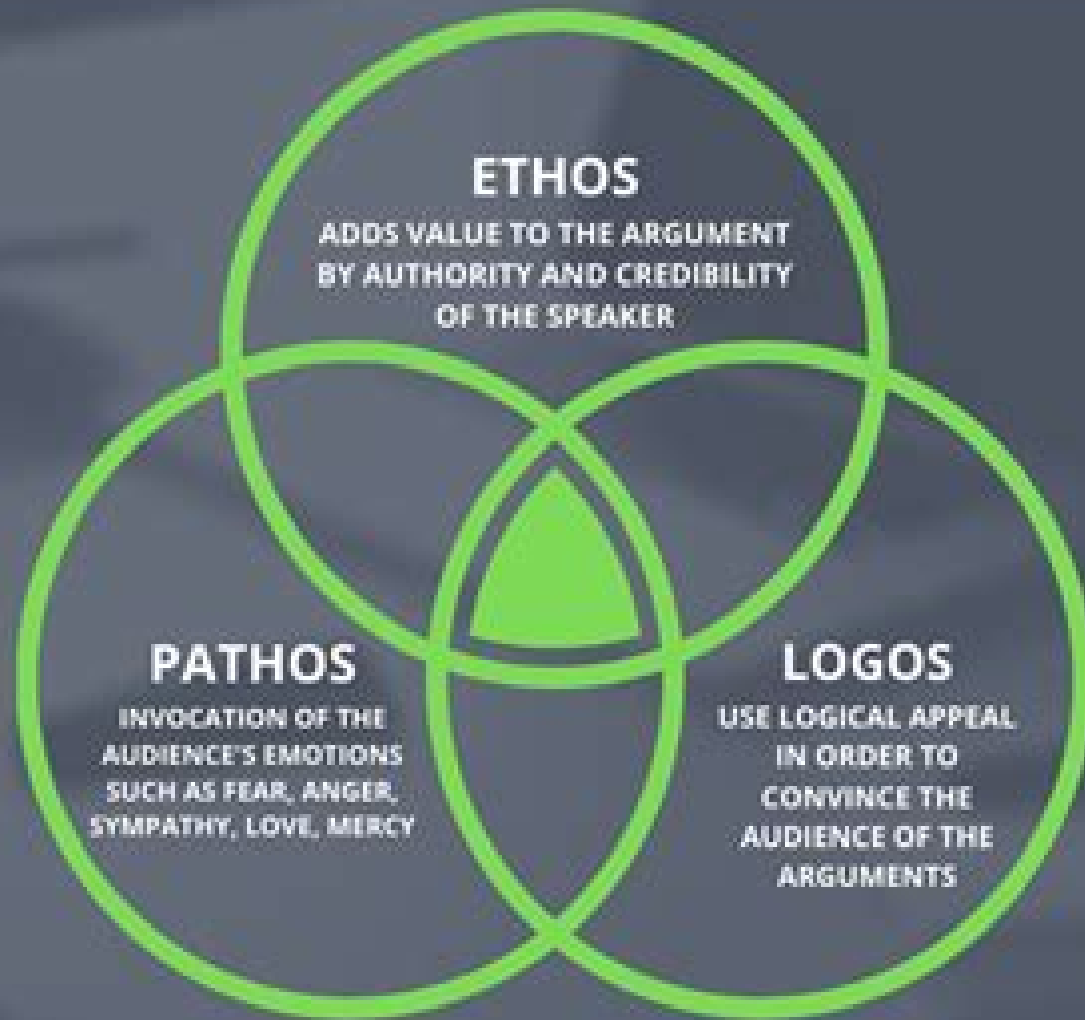 ETHOS
ADDS VALUE TO THE ARGUMENT
BY AUTHORITY AND CREDIBILITY
OF THE SPEAKER
PATHOS
INVOCATION OF THE
AUDIENCE'S EMOTIONS
SUCH AS FEAR, ANGER,
SYMPATHY, LOVE, MERCY
LOGOS
USE LOGICAL APPEAL
IN ORDER TO
CONVINCE THE
AUDIENCE OF THE
ARGUMENTS